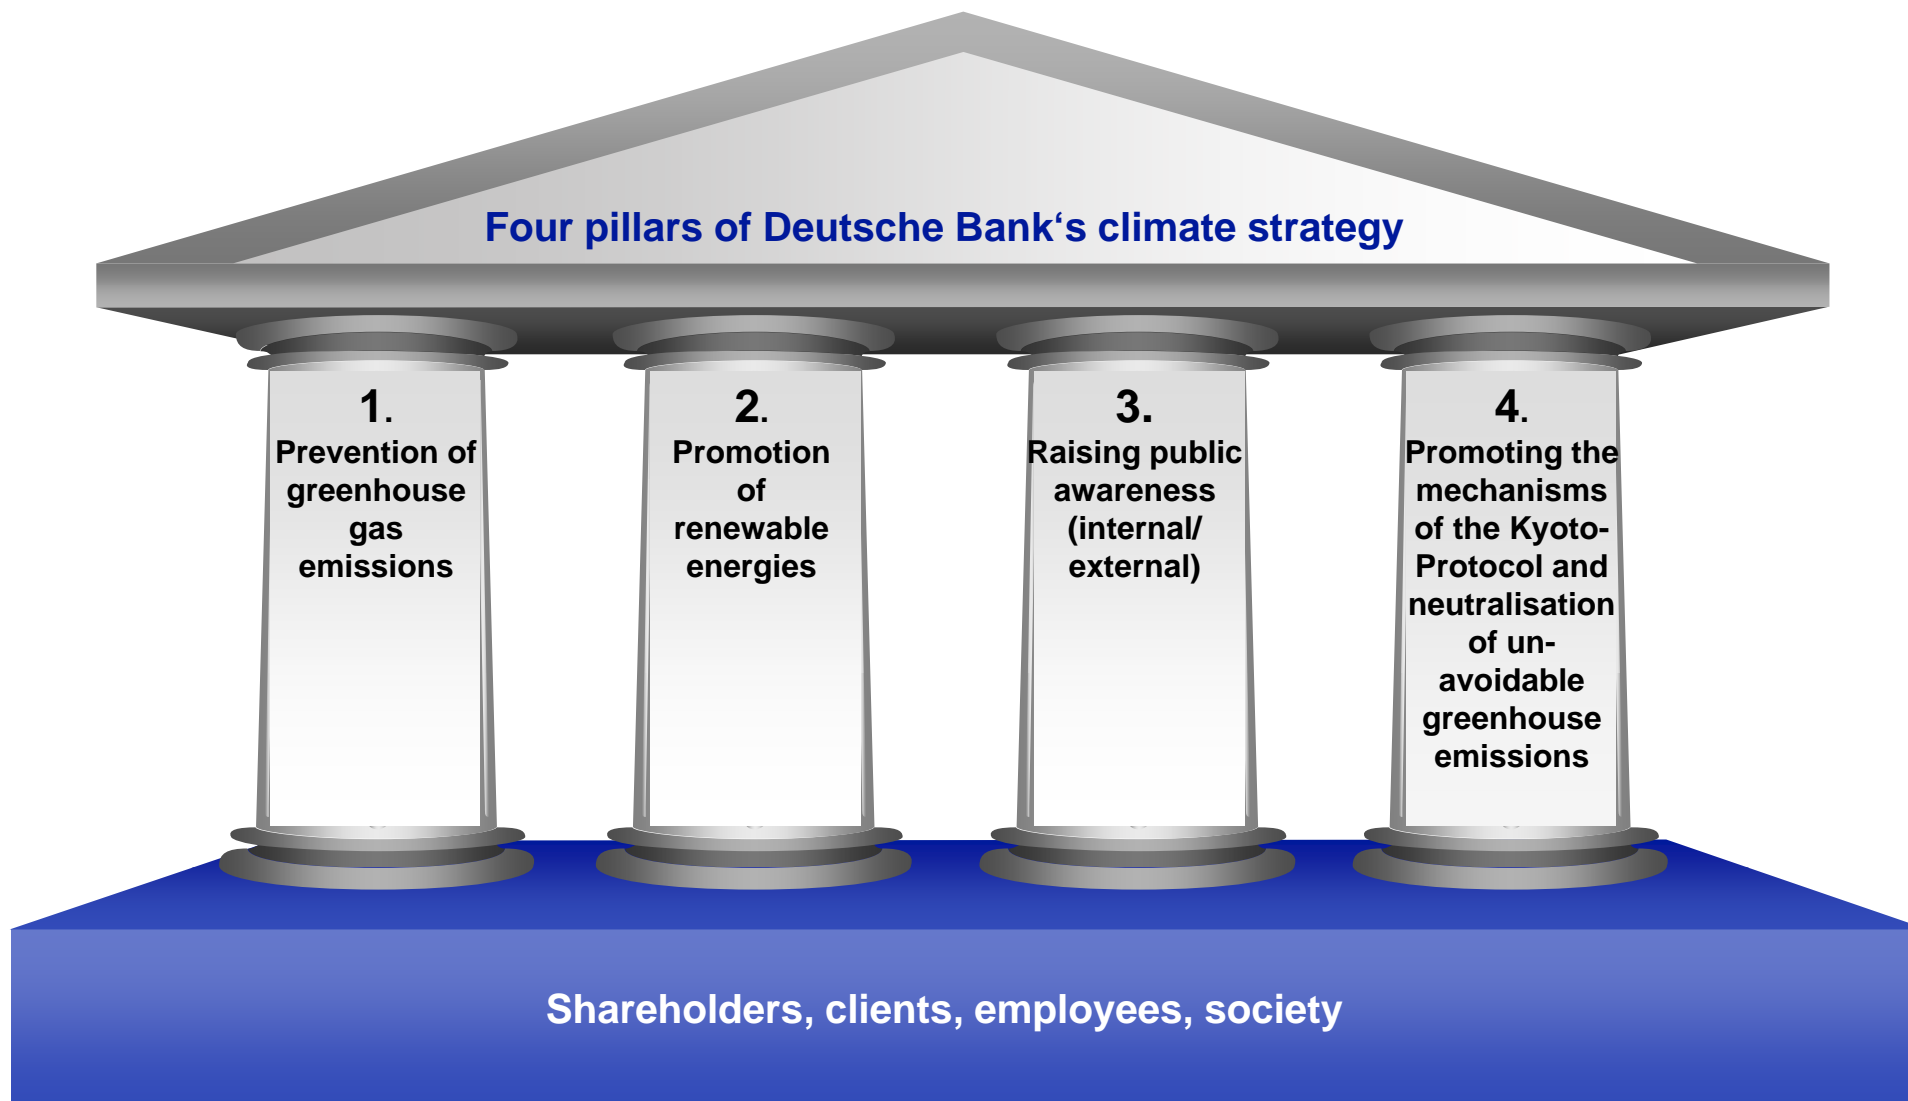 Four pillars of Deutsche Bank‘s climate strategy
1.
Prevention of
greenhouse
gas
emissions
2.
Promotion
of
renewable
energies
3.
Raising public
awareness
(internal/
external)
4.
Promoting the
mechanisms
of the Kyoto-
Protocol and
neutralisation
of un-
avoidable
greenhouse
emissions
Shareholders, clients, employees, society